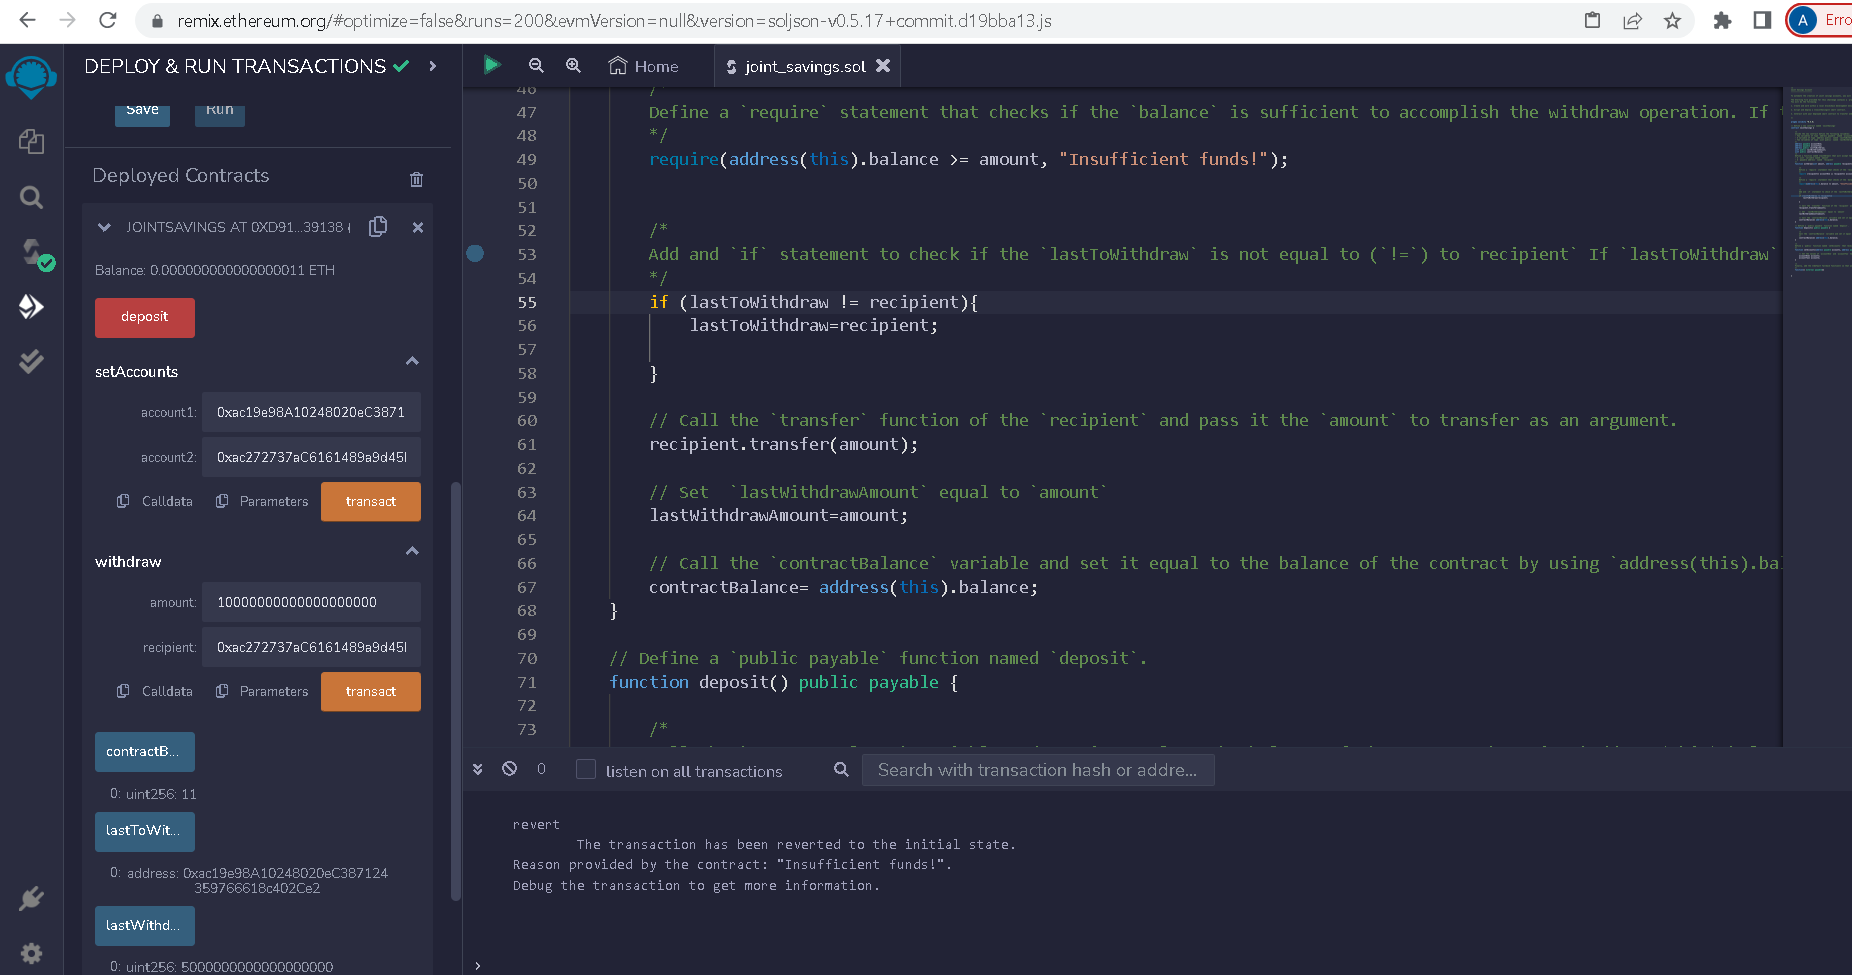 remix.ethereum.org/#optimize=false&runs=200&evmVersion=null&version=soljson-v0.5.17+commit.d19bba13.js
A Erro
DEPLOY & RUN TRANSACTIONS
Save Run
Deployed Contracts
JOINTSAVINGS AT 0XD91...39138 (
Balance: 0.000000000000000011 ETH
deposit
setAccounts
account1: 0xac19e98A10248020eC3871
account2: 0xac272737aC6161489a9d45
Calldata Parameters transact
withdraw
amount: 10000000000000000000
recipient: 0xac272737aC6161489a9d45
Calldata Parameters transact
contractB...
0: uint256: 11
lastToWit...
0: address: 0xac19e98A10248020eC387124
359766618c402Ce2
lastWithd...
0: uint256: 5000000000000000000
Home joint_savings.sol
46 /*
47 Define a `require` statement that checks if the `balance` is sufficient to accomplish the withdraw operation. If
48 */
49 require(address(this).balance >= amount, "Insufficient funds!");
50
51
52 /*
53 Add and `if` statement to check if the `lastToWithdraw` is not equal to (`!=`) to `recipient` If `lastToWithdraw`
54 */
55 if (lastToWithdraw != recipient){
56 lastToWithdraw=recipient;
57
58 }
59
60 // Call the `transfer` function of the `recipient` and pass it the `amount` to transfer as an argument.
61 recipient.transfer(amount);
62
63 // Set  `lastWithdrawAmount` equal to `amount`
64 lastWithdrawAmount=amount;
65
66 // Call the `contractBalance` variable and set it equal to the balance of the contract by using `address(this).bal
67 contractBalance= address(this).balance;
68 }
69
70 // Define a `public payable` function named `deposit`.
71 function deposit() public payable {
72
73 /*
0 listen on all transactions Search with transaction hash or addre...
revert
The transaction has been reverted to the initial state.
Reason provided by the contract: "Insufficient funds!".
Debug the transaction to get more information.
>